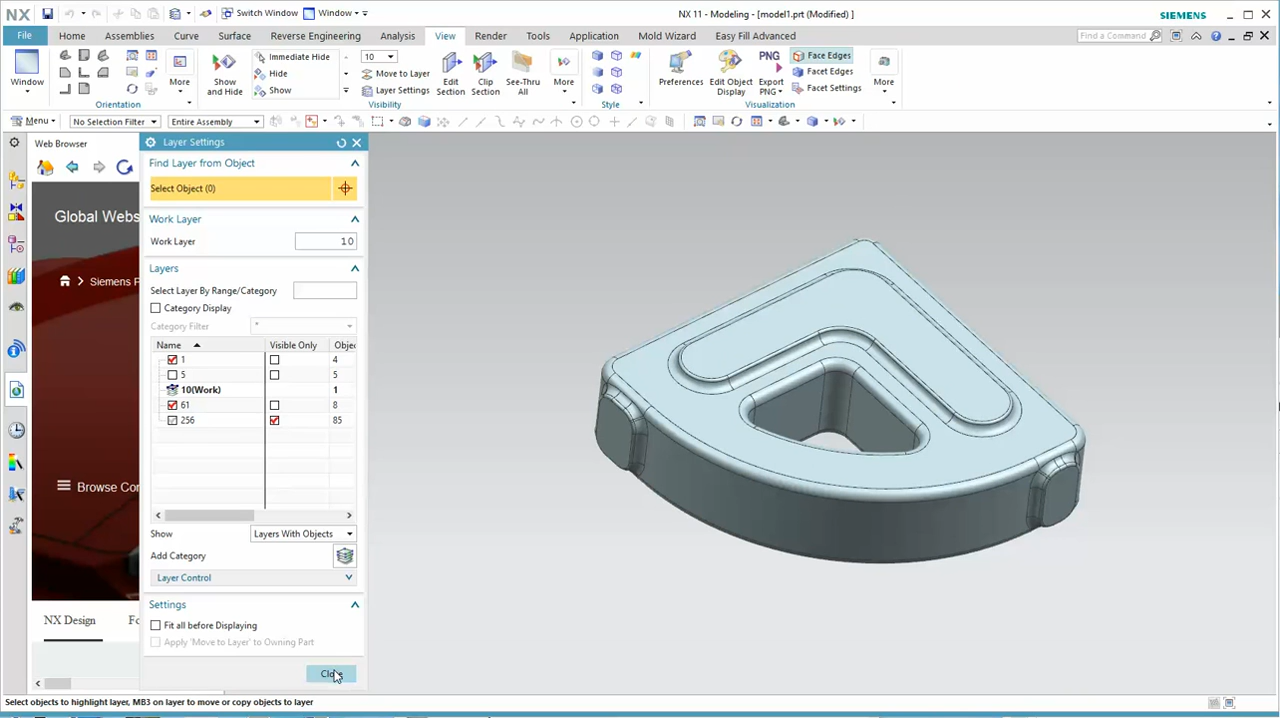 NX
Switch Window
Window
NX 11 - Modeling - [model1.prt (Modified) ]
SIEMENS
File
Home
Assemblies
Curve
Surface
Reverse Engineering
Analysis
View
Render
Tools
Application
Mold Wizard
Easy Fill Advanced
Find a Command
Window
Orientation
More
Show and Hide
Immediate Hide
Hide
Show
10
Move to Layer
Layer Settings
Visibility
Edit Section
Clip Section
See-Thru All
More
Style
Preferences
Edit Object Display
PNG
Export PNG
Face Edges
Facet Edges
Facet Settings
Visualization
More
Menu
No Selection Filter
Entire Assembly
Web Browser
Global Webs
Siemens P
Browse Cor
NX Design
Layer Settings
Find Layer from Object
Select Object (0)
Work Layer
Work Layer 10
Layers
Select Layer By Range/Category
Category Display
Category Filter *
Name Visible Only Objec
1 4
5 5
10(Work) 1
61 8
256 85
Show Layers With Objects
Add Category
Layer Control
Settings
Fit all before Displaying
Apply 'Move to Layer' to Owning Part
Select objects to highlight layer, MB3 on layer to move or copy objects to layer